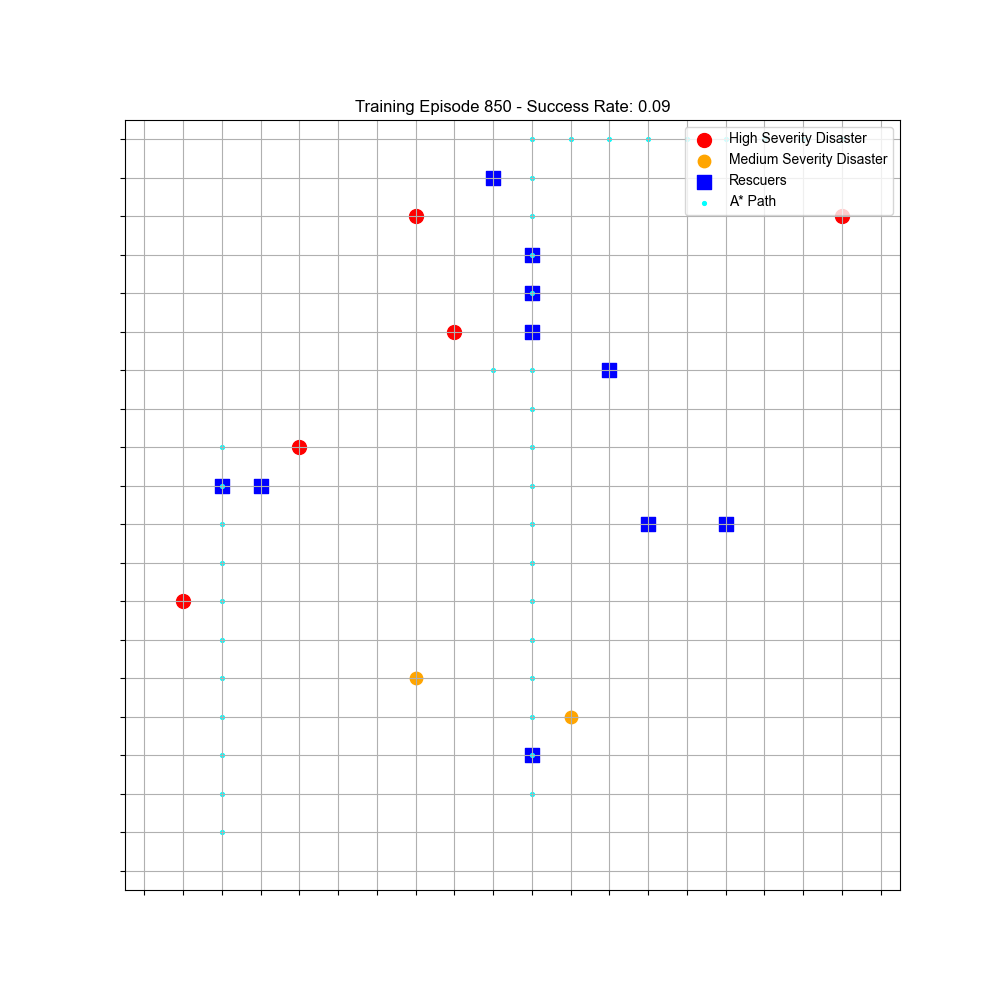 Training Episode 850 - Success Rate: 0.09
High Severity Disaster
Medium Severity Disaster
Rescuers
A* Path